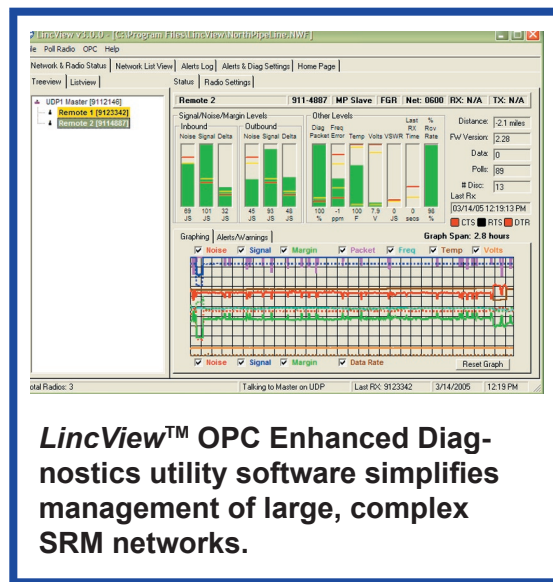 LincView v3.0.0 - [C:\Program Files\LincView\NorthPipeLine.NWF]
le Poll Radio OPC Help
Network & Radio Status Network List View Alerts Log Alerts & Diag Settings Home Page
Treeview Listview Status Radio Settings
UDP1 Master [9112146]
Remote 1 [9123342]
Remote 2 [9114887]
Remote 2 911-4887 MP Slave FGR Net: 0600 RX: N/A TX: N/A
Signal/Noise/Margin Levels
Inbound Outbound
Noise Signal Delta Noise Signal Delta
69 101 32 45 93 48
JS JS JS JS JS JS
Other Levels
Diag Packet Freq Error Temp Volts VSWR Last RX Time % Rcv Rate
100 -1 100 7.9 0 0 98
% ppm F V JS secs %
Distance: -2.1 miles
FW Version: 2.28
Data: 0
Polls: 89
# Disc: 13
Last Rx
03/14/05 12:19:13 PM
CTS RTS DTR
Graphing Alerts/Warnings Graph Span: 2.8 hours
Noise Signal Margin Packet Freq Temp Volts
Noise Signal Margin Data Rate Reset Graph
otal Radios: 3 Talking to Master on UDP Last RX: 9123342 3/14/2005 12:19 PM
LincView™ OPC Enhanced Diag-
nostics utility software simplifies
management of large, complex
SRM networks.